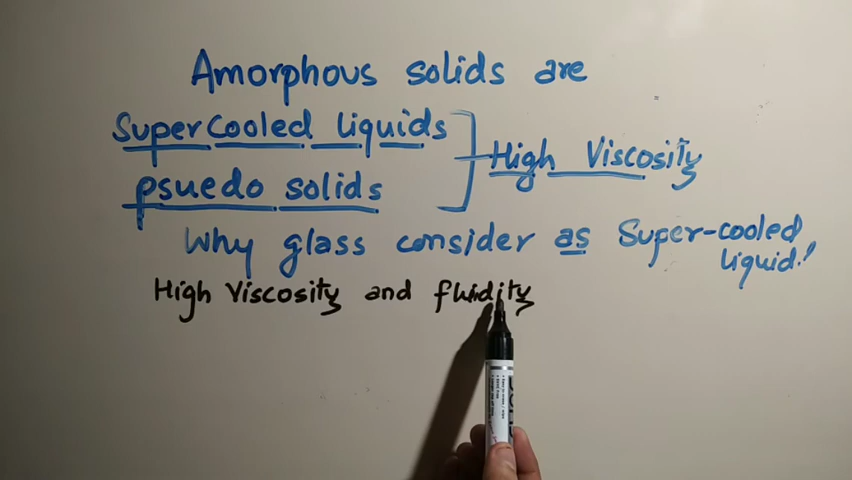 Amorphous solids are
Supercooled liquids
psuedo solids
High Viscosity
Why glass consider as Super-cooled
liquid!
High Viscosity and fluidity